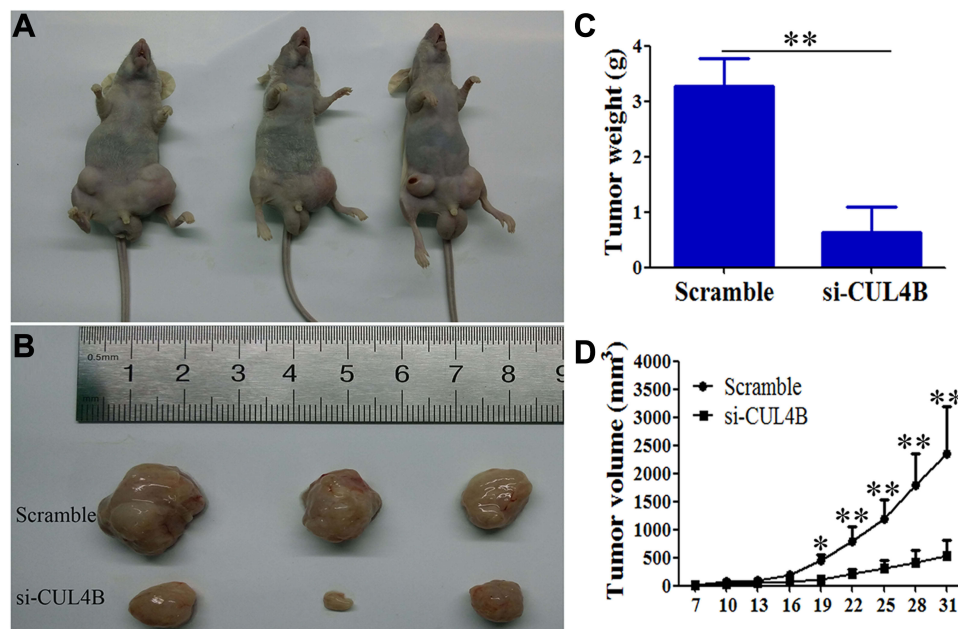 A
B
0.5mm
mm
1 2 3 4 5 6 7 8 9
Scramble
si-CUL4B
C
**
Tumor weight (g)
4
3
2
1
0
Scramble
si-CUL4B
D
Tumor volume (mm³)
4000
3500
3000
2500
2000
1500
1000
500
0
Scramble
si-CUL4B
* ** ** ** **
7 10 13 16 19 22 25 28 31